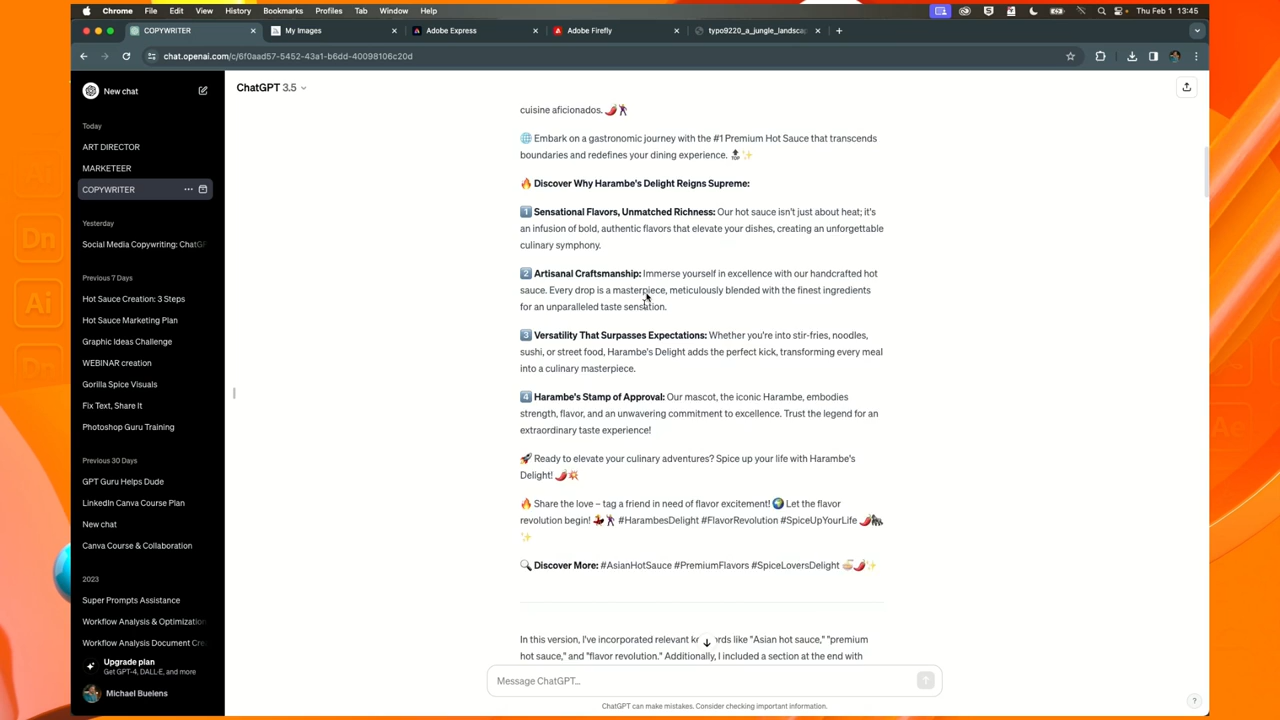 Chrome File Edit View History Bookmarks Profiles Tab Window Help Thu Feb 1 13:45
COPYWRITER My Images Adobe Express Adobe Firefly typo9220_a_jungle_landscap
chat.openai.com/c/6f0aad57-5452-43a1-b6dd-40098106c20d
New chat
Today
ART DIRECTOR
MARKETEER
COPYWRITER
Yesterday
Social Media Copywriting: ChatGP
Previous 7 Days
Hot Sauce Creation: 3 Steps
Hot Sauce Marketing Plan
Graphic Ideas Challenge
WEBINAR creation
Gorilla Spice Visuals
Fix Text, Share It
Photoshop Guru Training
Previous 30 Days
GPT Guru Helps Dude
LinkedIn Canva Course Plan
New chat
Canva Course & Collaboration
2023
Super Prompts Assistance
Workflow Analysis & Optimization
Workflow Analysis Document Cre
Upgrade plan
Get GPT-4, DALL·E, and more
Michael Buelens
ChatGPT 3.5
cuisine aficionados. 🌶️🕺
🌐 Embark on a gastronomic journey with the #1 Premium Hot Sauce that transcends
boundaries and redefines your dining experience. 🔝✨
🔥 Discover Why Harambe's Delight Reigns Supreme:
1️⃣ Sensational Flavors, Unmatched Richness: Our hot sauce isn't just about heat; it's
an infusion of bold, authentic flavors that elevate your dishes, creating an unforgettable
culinary symphony.
2️⃣ Artisanal Craftsmanship: Immerse yourself in excellence with our handcrafted hot
sauce. Every drop is a masterpiece, meticulously blended with the finest ingredients
for an unparalleled taste sensation.
3️⃣ Versatility That Surpasses Expectations: Whether you're into stir-fries, noodles,
sushi, or street food, Harambe's Delight adds the perfect kick, transforming every meal
into a culinary masterpiece.
4️⃣ Harambe's Stamp of Approval: Our mascot, the iconic Harambe, embodies
strength, flavor, and an unwavering commitment to excellence. Trust the legend for an
extraordinary taste experience!
🚀 Ready to elevate your culinary adventures? Spice up your life with Harambe's
Delight! 🌶️💥
🔥 Share the love – tag a friend in need of flavor excitement! 🌍 Let the flavor
revolution begin! 💃🕺 #HarambesDelight #FlavorRevolution #SpiceUpYourLife 🌶️🦍
✨
🔍 Discover More: #AsianHotSauce #PremiumFlavors #SpiceLoversDelight 🍜🌶️✨
In this version, I've incorporated relevant ke rds like "Asian hot sauce," "premium
hot sauce," and "flavor revolution." Additionally, I included a section at the end with
Message ChatGPT...
ChatGPT can make mistakes. Consider checking important information.
?
Dn
Ai
Ae